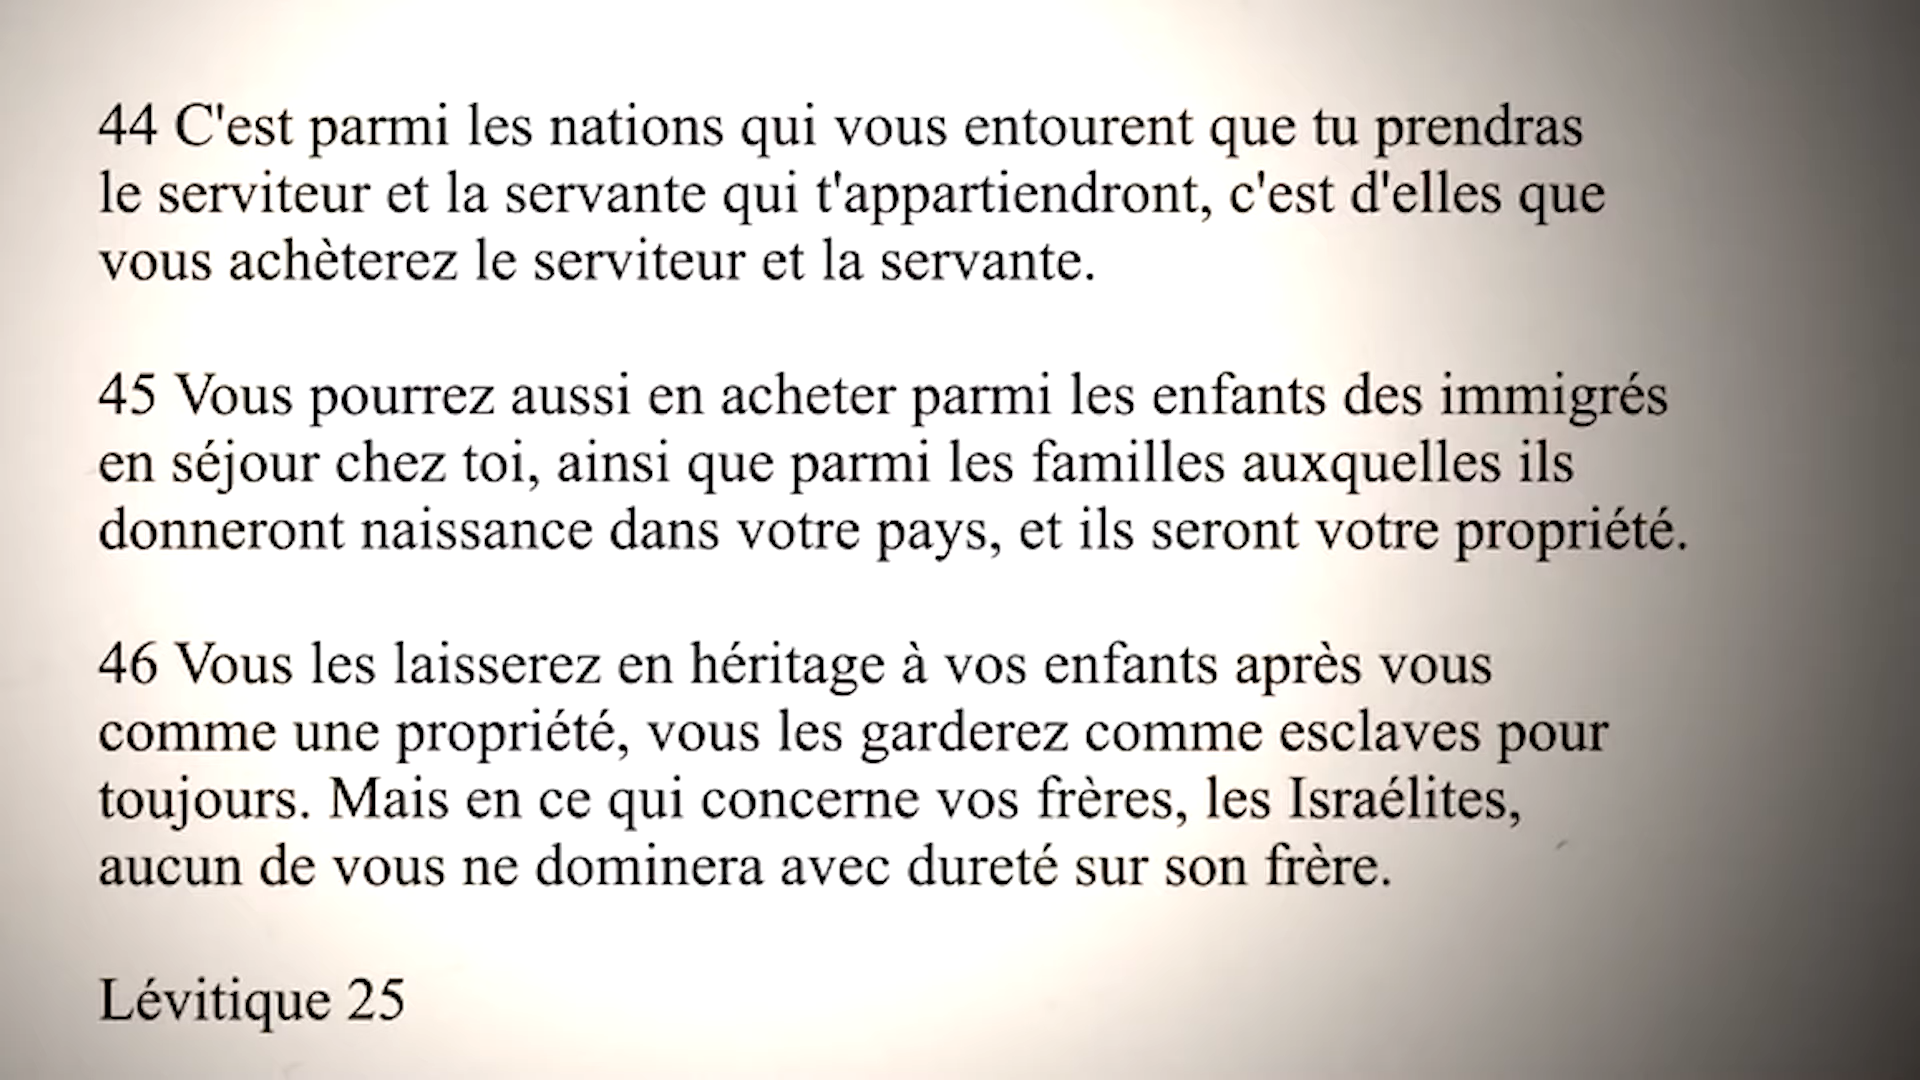 44 C'est parmi les nations qui vous entourent que tu prendras
le serviteur et la servante qui t'appartiendront, c'est d'elles que
vous achèterez le serviteur et la servante.
45 Vous pourrez aussi en acheter parmi les enfants des immigrés
en séjour chez toi, ainsi que parmi les familles auxquelles ils
donneront naissance dans votre pays, et ils seront votre propriété.
46 Vous les laisserez en héritage à vos enfants après vous
comme une propriété, vous les garderez comme esclaves pour
toujours. Mais en ce qui concerne vos frères, les Israélites,
aucun de vous ne dominera avec dureté sur son frère.
Lévitique 25